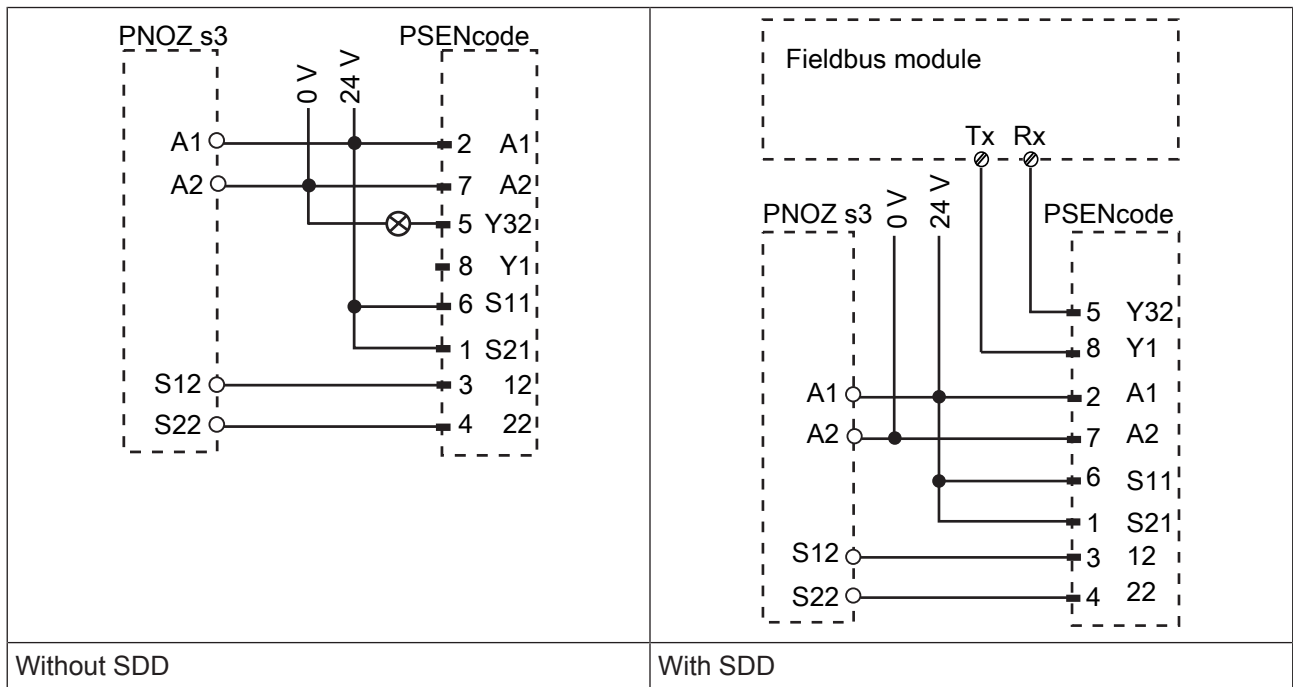 PNOZ s3
PSENcode
0 V
24 V
A1
2 A1
A2
7 A2
5 Y32
8 Y1
6 S11
1 S21
S12
3 12
S22
4 22
Without SDD
Fieldbus module
Tx Rx
PNOZ s3
0 V
24 V
PSENcode
5 Y32
8 Y1
A1
2 A1
A2
7 A2
6 S11
1 S21
S12
3 12
S22
4 22
With SDD